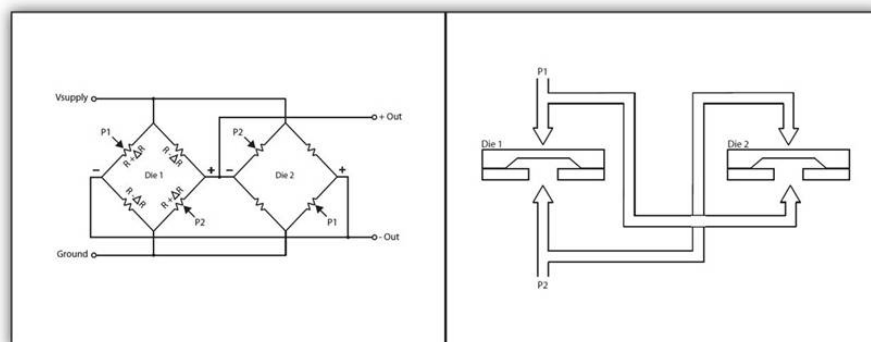 Vsupply
+ Out
P1
P2
R+ΔR
R-ΔR
– Die 1 + – Die 2 +
R-ΔR
R+ΔR
P2
P1
- Out
Ground
P1
Die 1
Die 2
P2